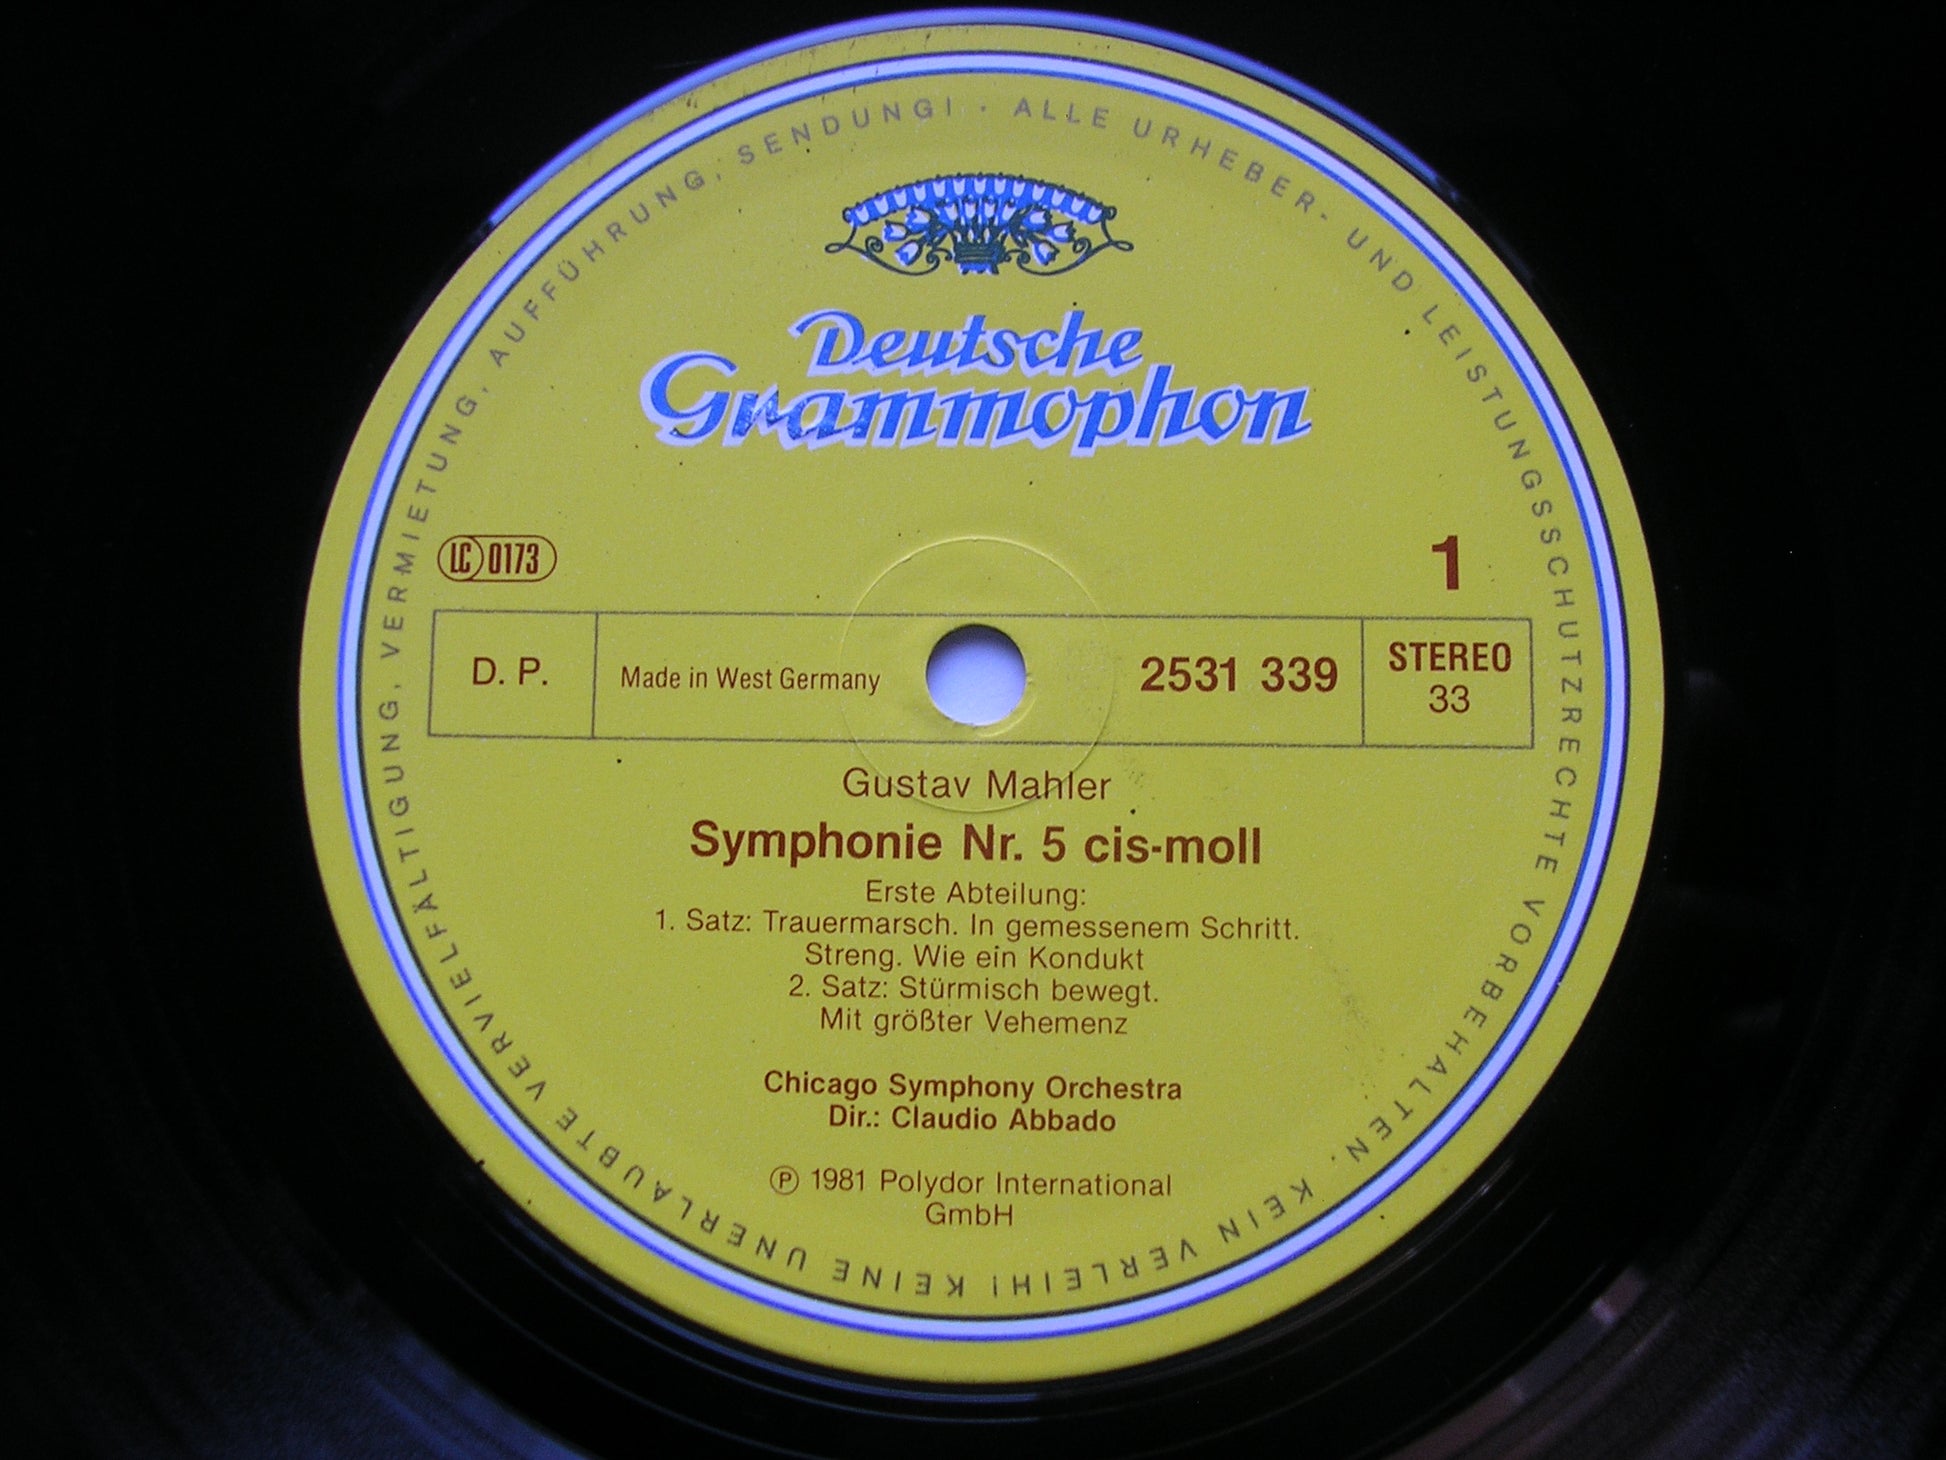 ALLE URHEBER- UND LEISTUNGSSCHUTZRECHTE VORBEHALTEN. KEIN VERLEIH! KEINE UNERLAUBTE VERVIELFÄLTIGUNG, VERMIETUNG, AUFFÜHRUNG, SENDUNG! ·
Deutsche
Grammophon
LC 0173
1
D. P.
Made in West Germany
2531 339
STEREO
33
Gustav Mahler
Symphonie Nr. 5 cis-moll
Erste Abteilung:
1. Satz: Trauermarsch. In gemessenem Schritt.
Streng. Wie ein Kondukt
2. Satz: Stürmisch bewegt.
Mit größter Vehemenz
Chicago Symphony Orchestra
Dir.: Claudio Abbado
℗ 1981 Polydor International
GmbH